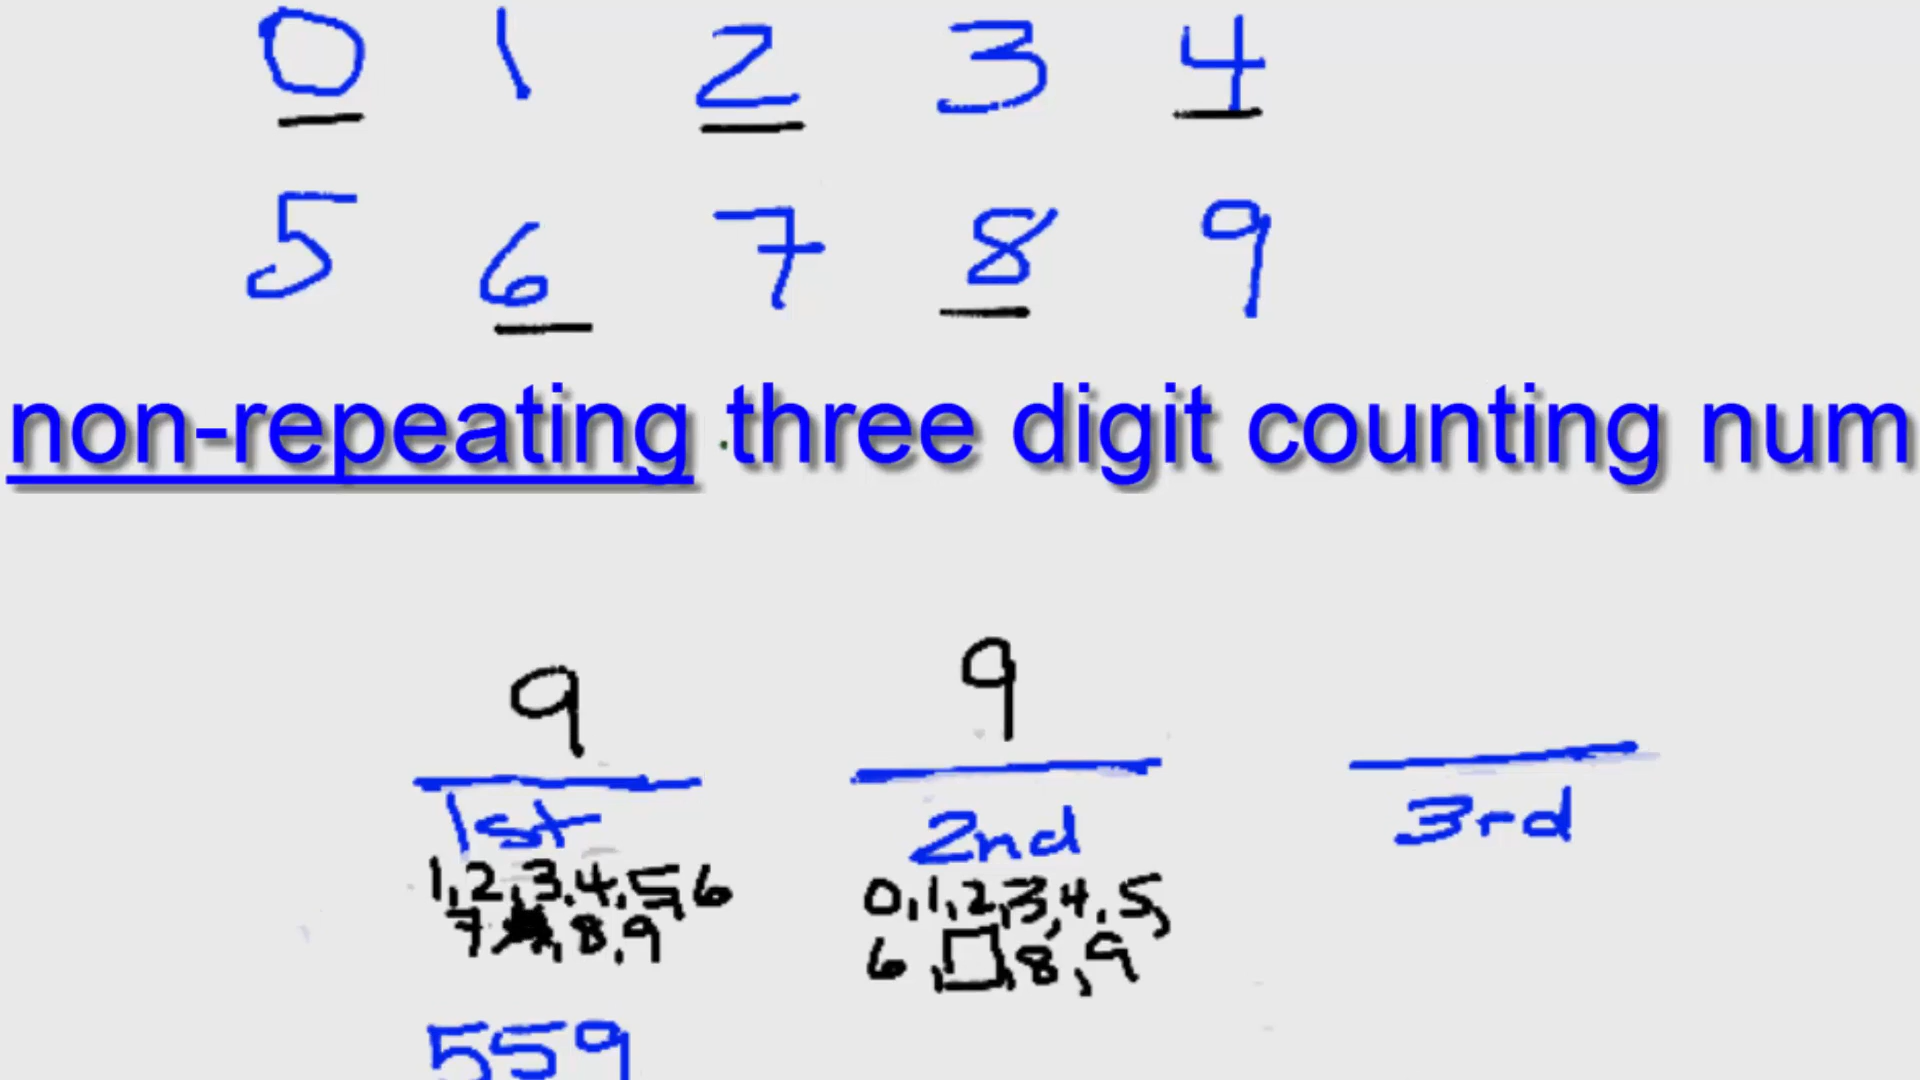 0 1 2 3 4
5 6 7 8 9
non-repeating three digit counting num
9 9
1st 2nd 3rd
1,2,3,4,5,6 0,1,2,3,4,5,
7 ,8,9 6, ,8,9
559